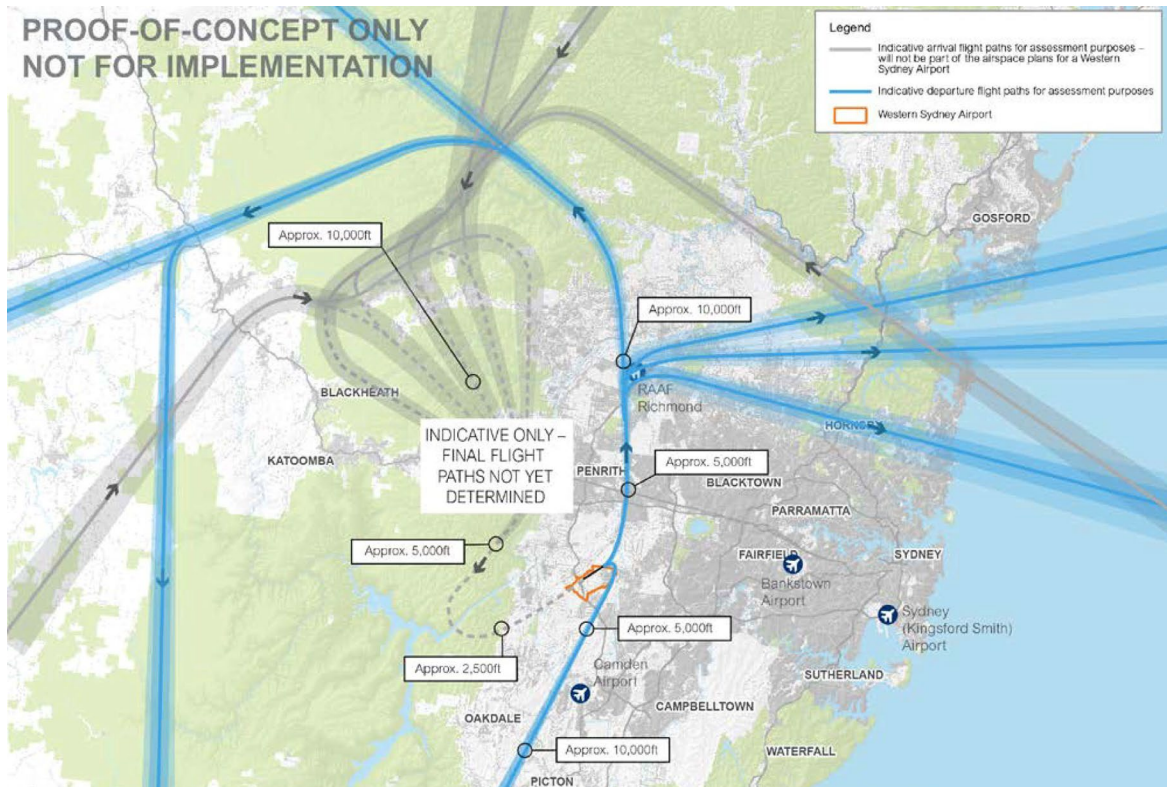 PROOF-OF-CONCEPT ONLY
NOT FOR IMPLEMENTATION
Legend
Indicative arrival flight paths for assessment purposes –
will not be part of the airspace plans for a Western
Sydney Airport
Indicative departure flight paths for assessment purposes
Western Sydney Airport
GOSFORD
Approx. 10,000ft
Approx. 10,000ft
BLACKHEATH
RAAF
Richmond
HORNSBY
INDICATIVE ONLY –
FINAL FLIGHT
PATHS NOT YET
DETERMINED
KATOOMBA
PENRITH
Approx. 5,000ft
BLACKTOWN
PARRAMATTA
Approx. 5,000ft
FAIRFIELD
SYDNEY
Bankstown
Airport
Sydney
(Kingsford Smith)
Airport
Approx. 5,000ft
Approx. 2,500ft
Camden
Airport
SUTHERLAND
OAKDALE
CAMPBELLTOWN
Approx. 10,000ft
WATERFALL
PICTON